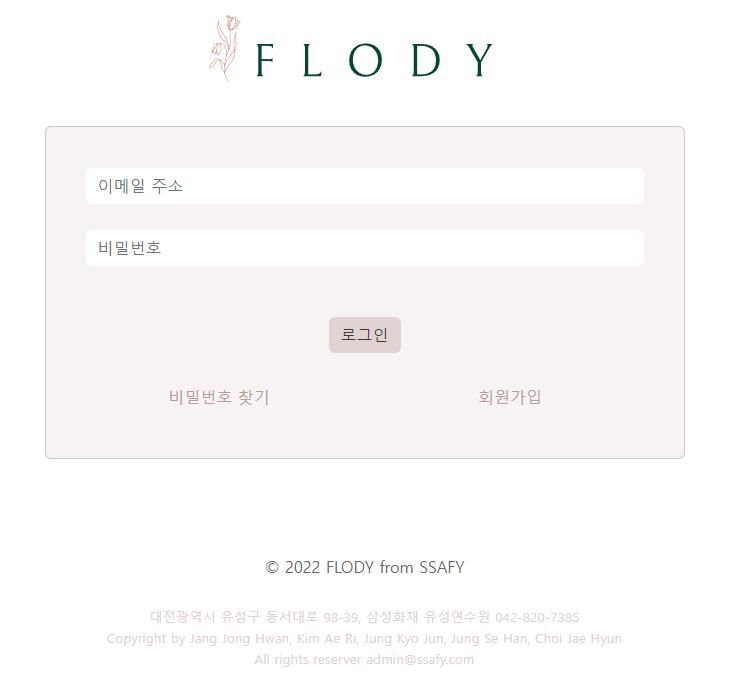 FLODY
이메일 주소
비밀번호
로그인
비밀번호 찾기 회원가입
© 2022 FLODY from SSAFY
대전광역시 유성구 동서대로 98-39, 삼성화재 유성연수원 042-820-7385
Copyright by Jang Jong Hwan, Kim Ae Ri, Jung Kyo Jun, Jung Se Han, Choi Jae Hyun
All rights reserver admin@ssafy.com